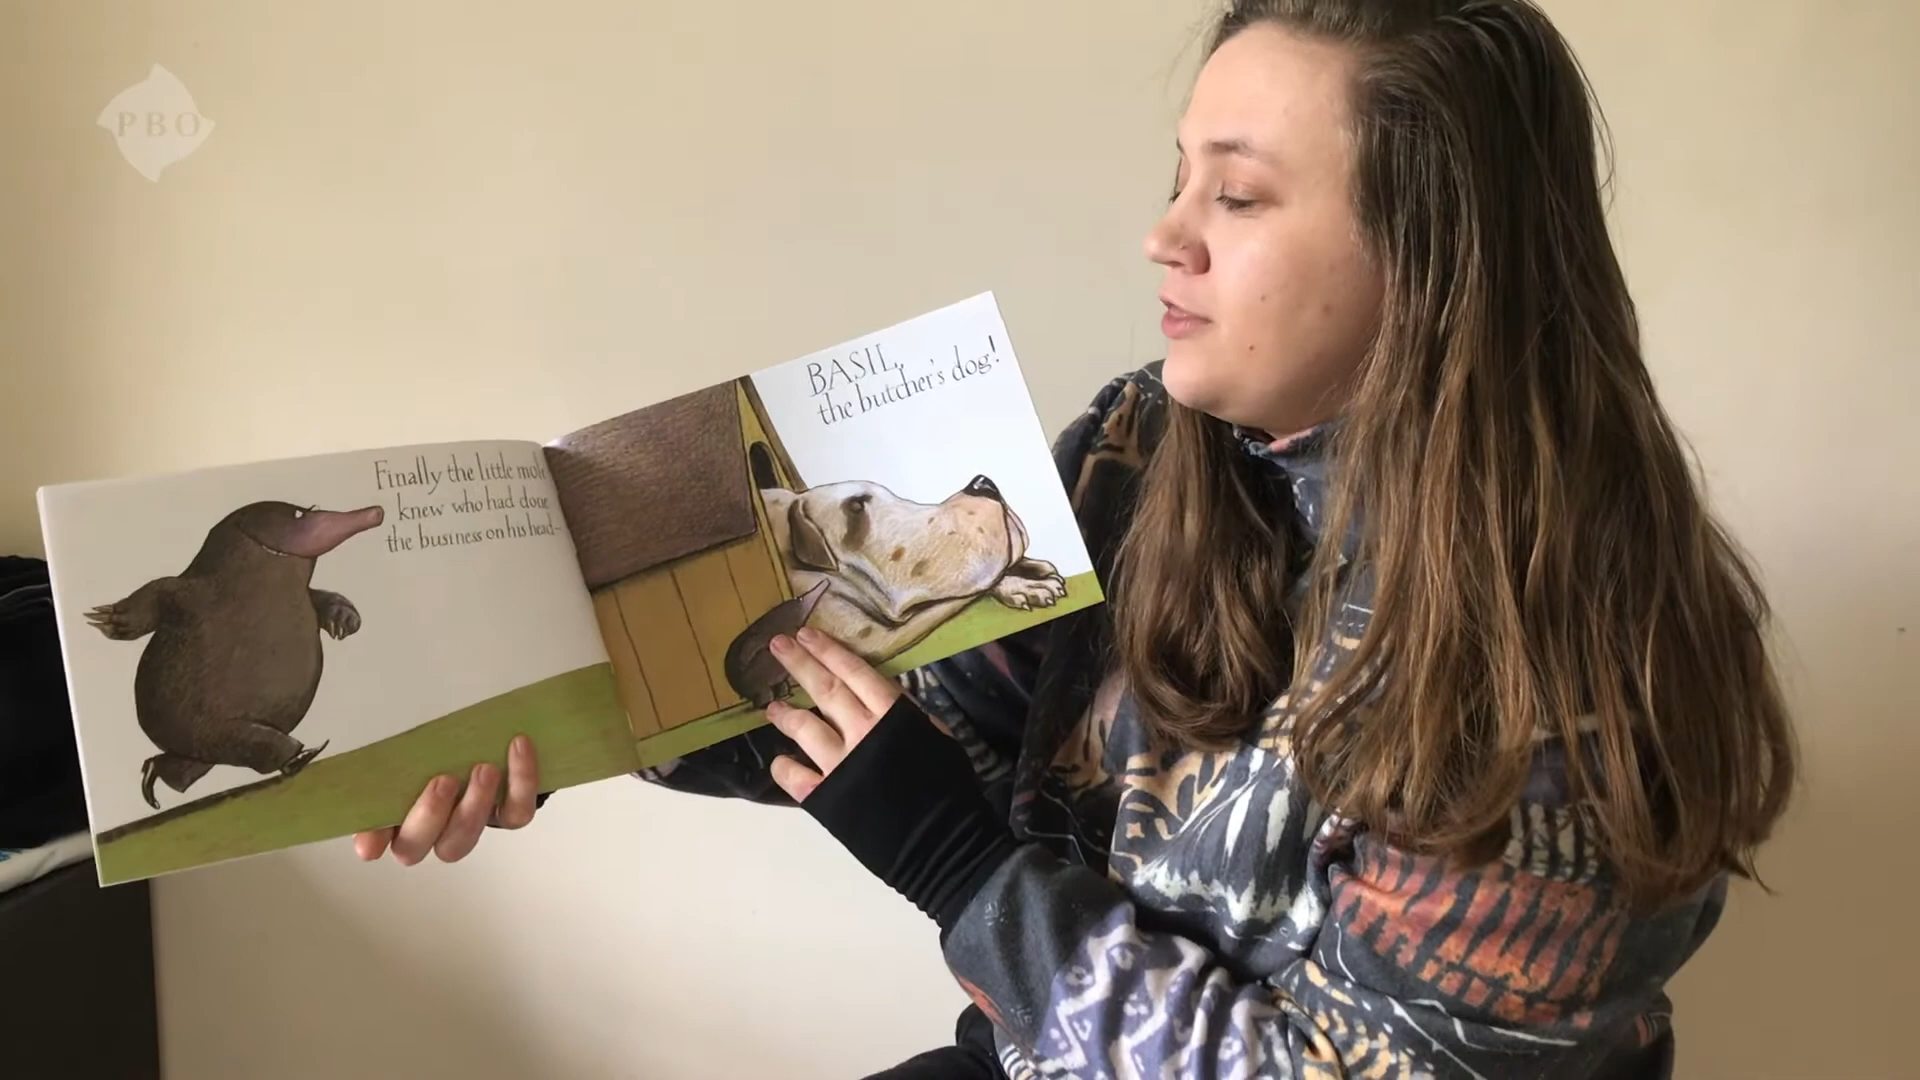 PBO
Finally the little mole
knew who had done
the business on his head–
BASIL,
the butcher's dog!